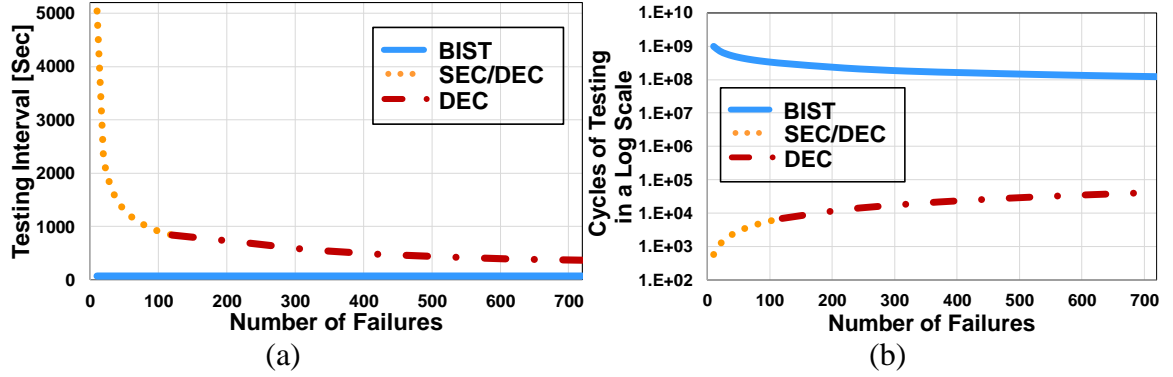 Testing Interval [Sec]
5000
4000
3000
2000
1000
0
BIST
SEC/DEC
DEC
0 100 200 300 400 500 600 700
Number of Failures
(a)
Cycles of Testing
in a Log Scale
1.E+10
1.E+09
1.E+08
1.E+07
1.E+06
1.E+05
1.E+04
1.E+03
1.E+02
BIST
SEC/DEC
DEC
0 100 200 300 400 500 600 700
Number of Failures
(b)